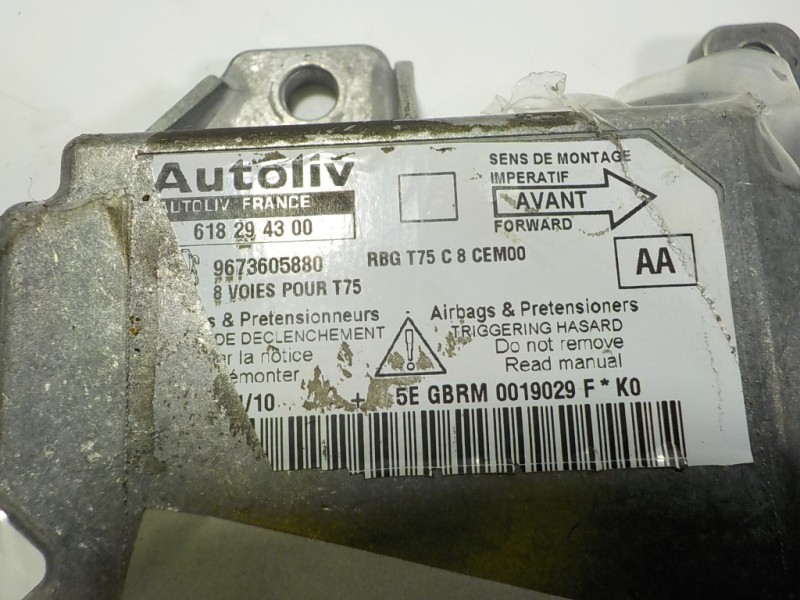 Autoliv
AUTOLIV FRANCE
618 29 43 00
9673605880
8 VOIES POUR T75
RBG T75 C 8 CEM00
SENS DE MONTAGE
IMPERATIF
AVANT
FORWARD
AA
& Pretensionneurs
DE DECLENCHEMENT
la notice
Airbags & Pretensioners
TRIGGERING HASARD
Do not remove
Read manual
/10 + 5E GBRM 0019029 F * K0